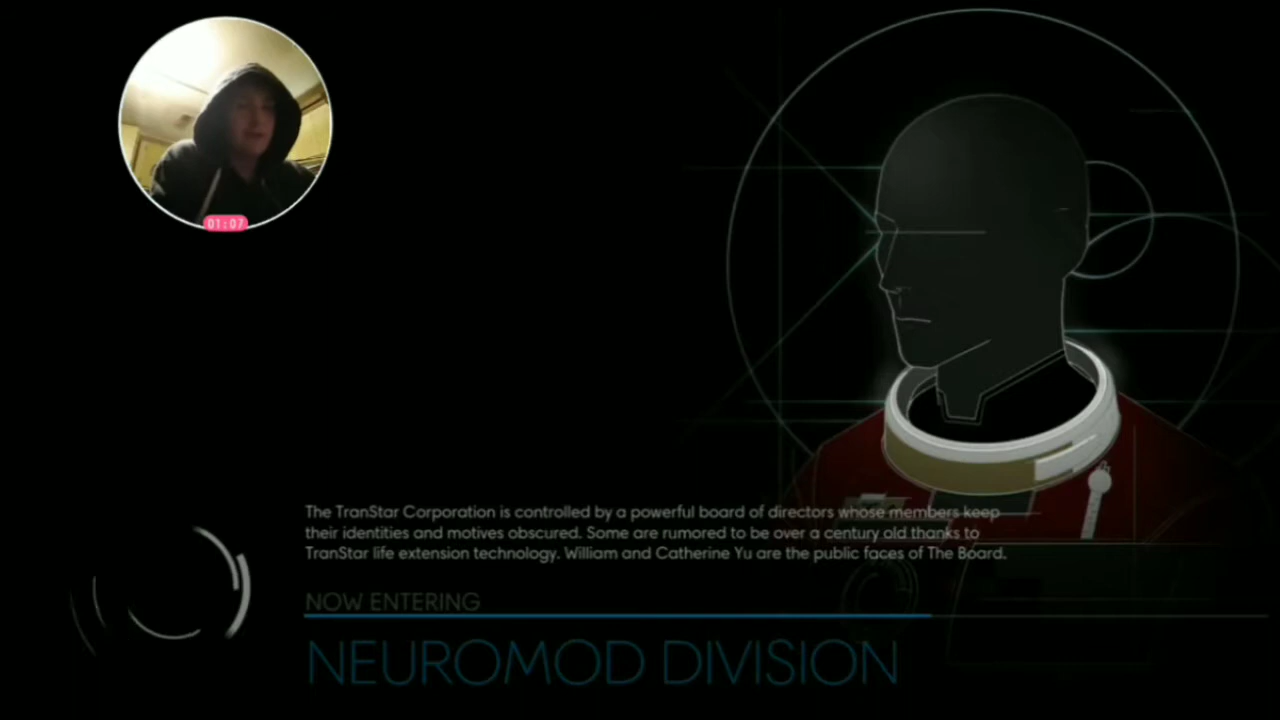 01:07
The TranStar Corporation is controlled by a powerful board of directors whose members keep
their identities and motives obscured. Some are rumored to be over a century old thanks to
TranStar life extension technology. William and Catherine Yu are the public faces of The Board.
NOW ENTERING
NEUROMOD DIVISION